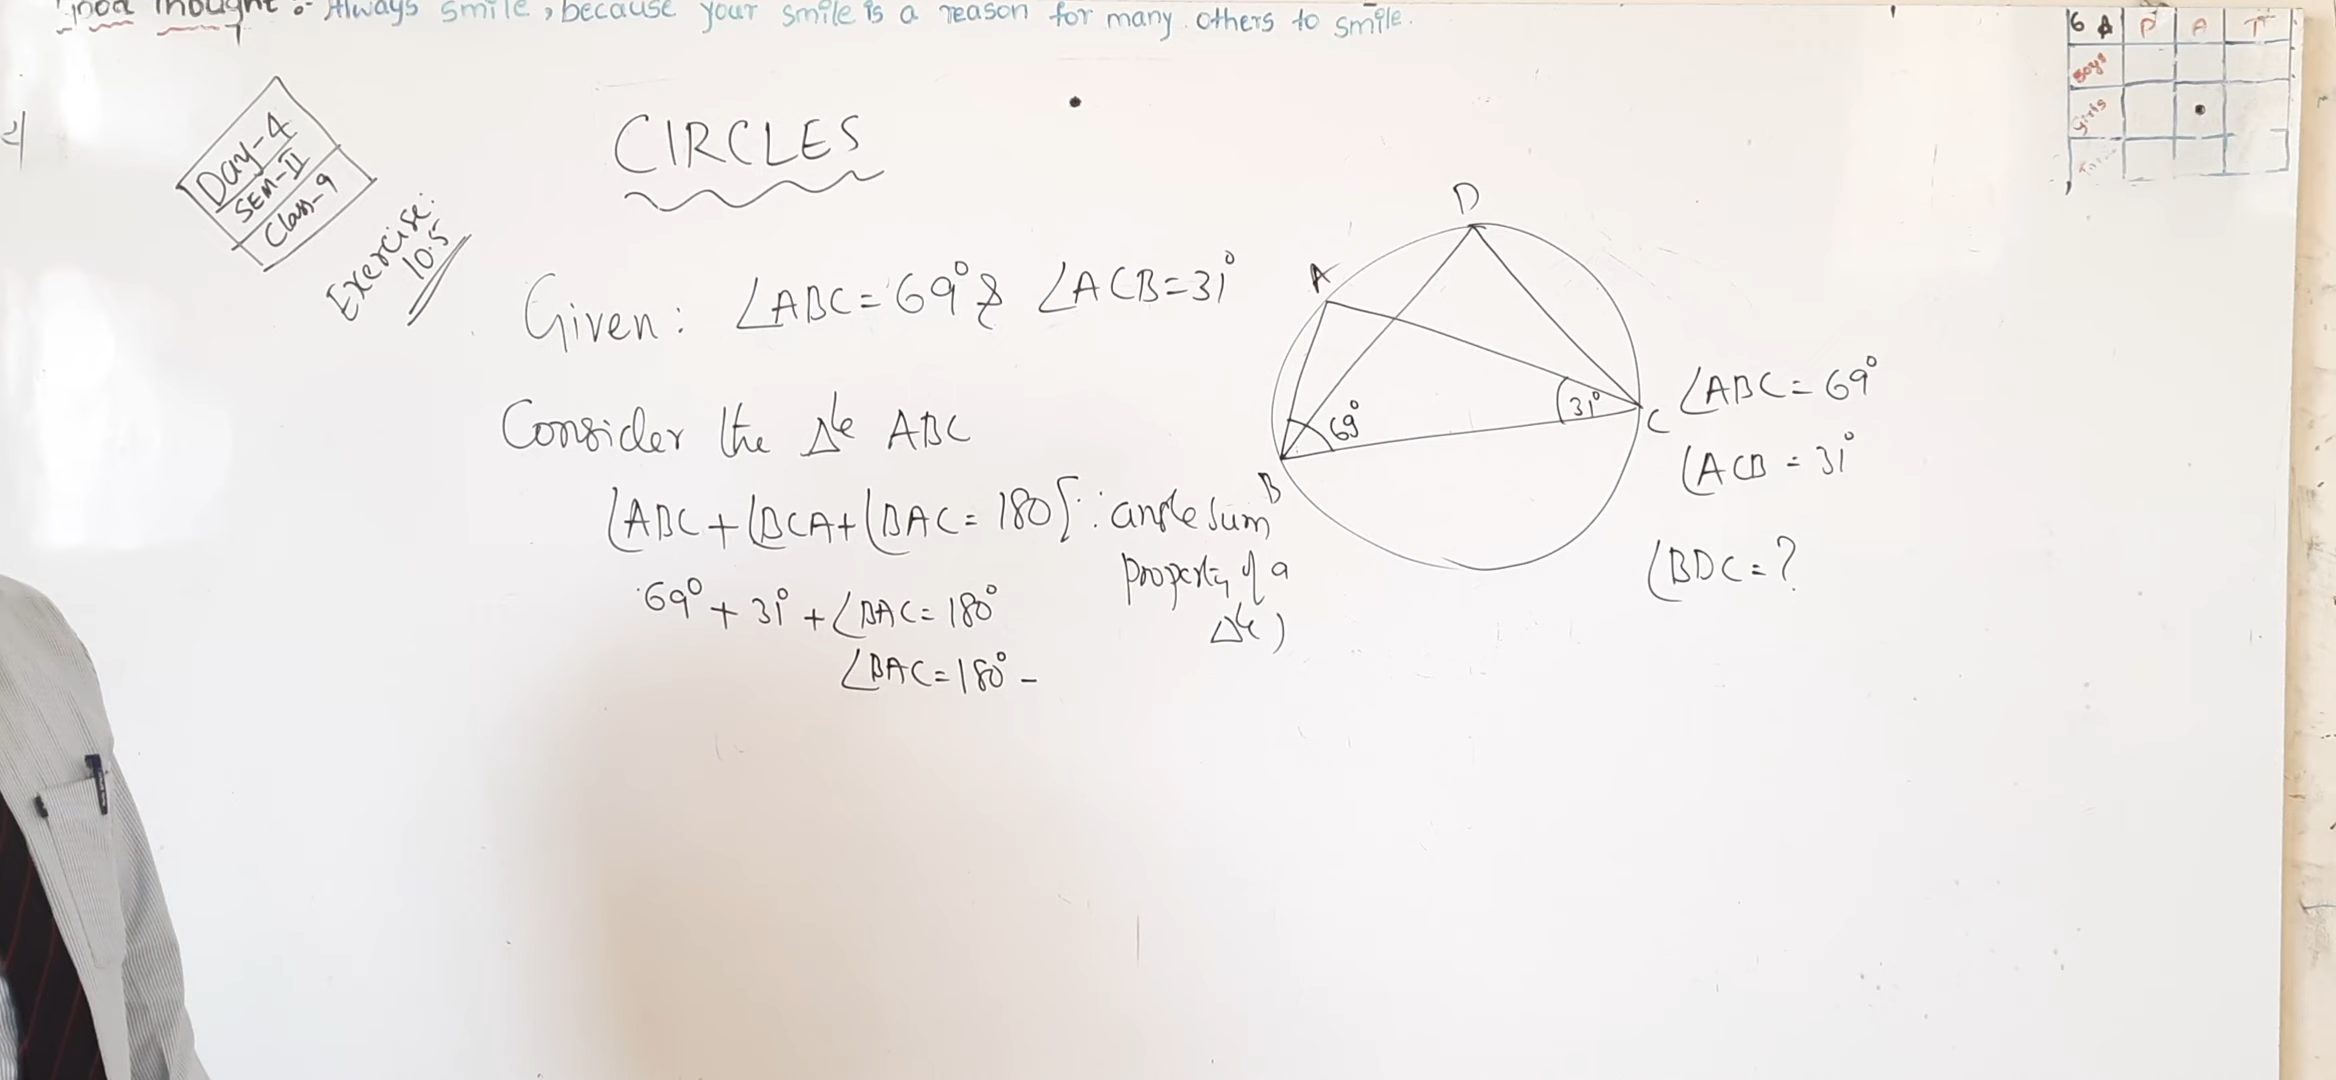 Good thought :- Always smile, because your smile is a reason for many others to smile.
6 A P A T
Boys
Girls
Day-4
SEM-II
Class-9
Exercise:
10.5
CIRCLES
Given: ∠ABC = 69° & ∠ACB = 31°
Consider the Δle ABC
∠ABC + ∠BCA + ∠BAC = 180 [∵ angle sum
property of a
Δle)
69° + 31° + ∠BAC = 180°
∠BAC = 180° -
D
A
69°
31°
C
B
∠ABC = 69°
∠ACB = 31°
∠BDC = ?